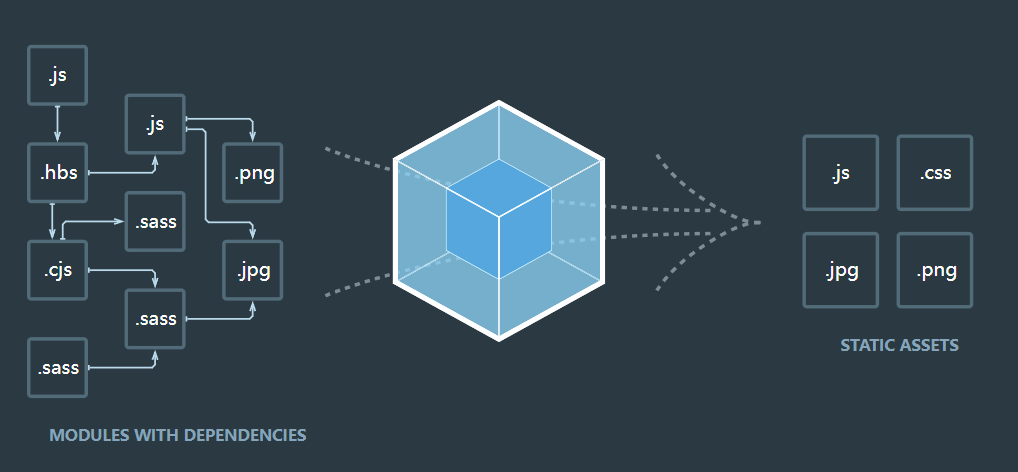 .js
.js
.hbs
.png
.sass
.cjs
.jpg
.sass
.sass
MODULES WITH DEPENDENCIES
.js
.css
.jpg
.png
STATIC ASSETS